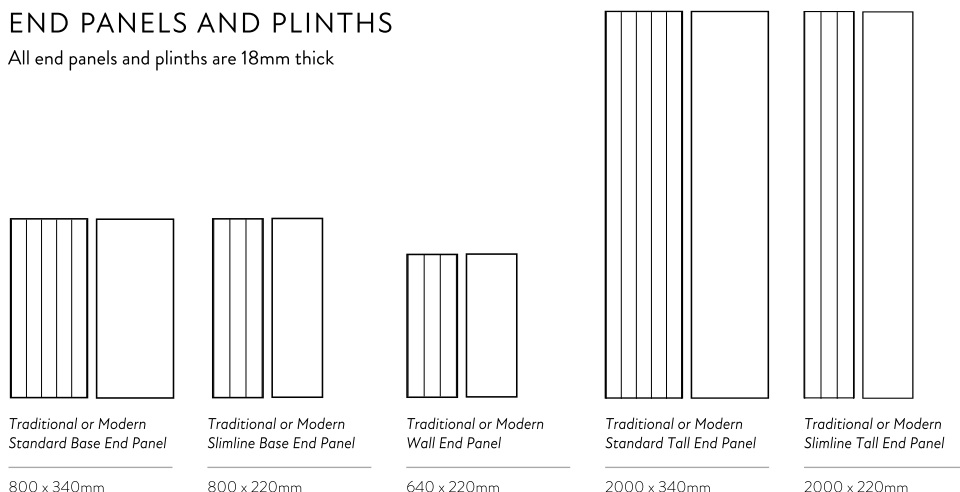 END PANELS AND PLINTHS
All end panels and plinths are 18mm thick
Traditional or Modern
Standard Base End Panel
800 x 340mm
Traditional or Modern
Slimline Base End Panel
800 x 220mm
Traditional or Modern
Wall End Panel
640 x 220mm
Traditional or Modern
Standard Tall End Panel
2000 x 340mm
Traditional or Modern
Slimline Tall End Panel
2000 x 220mm